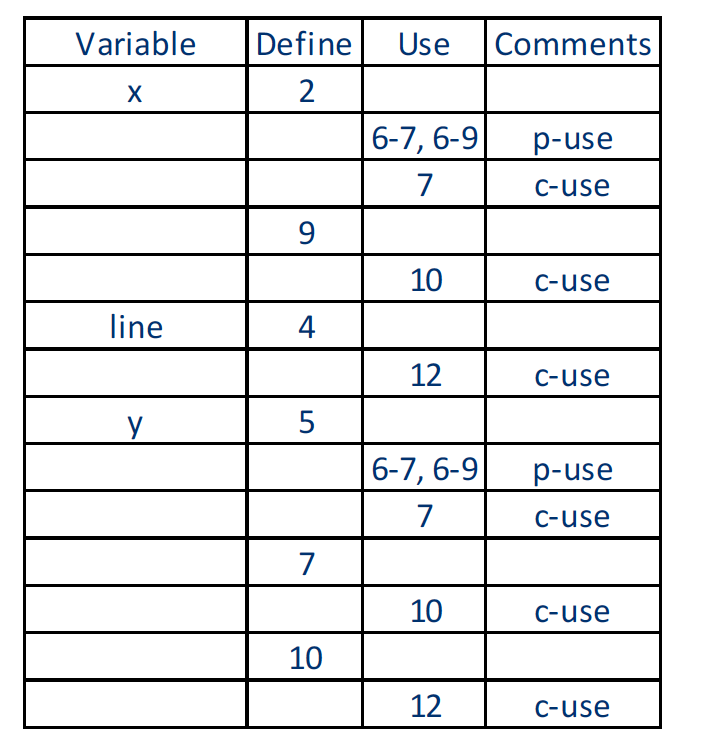 Variable Define Use Comments
x 2
6-7, 6-9 p-use
7 c-use
9
10 c-use
line 4
12 c-use
y 5
6-7, 6-9 p-use
7 c-use
7
10 c-use
10
12 c-use